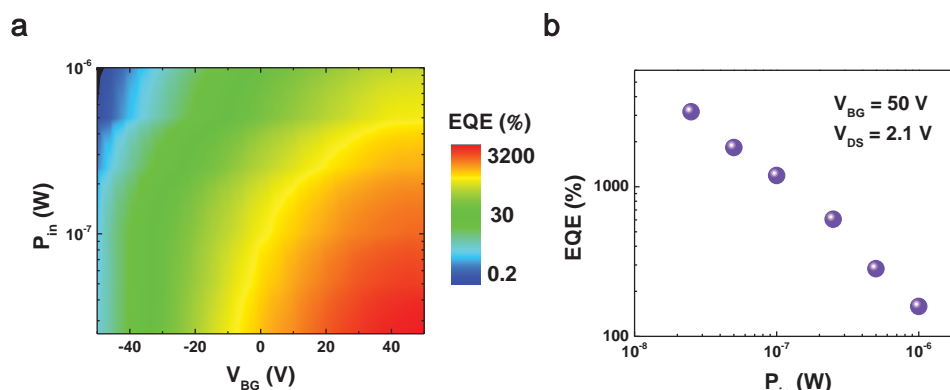 a
b
10⁻⁶
10⁻⁷
P_in (W)
-40 -20 0 20 40
V_BG (V)
EQE (%)
3200
30
0.2
V_BG = 50 V
V_DS = 2.1 V
1000
100
EQE (%)
10⁻⁸ 10⁻⁷ 10⁻⁶
(W)